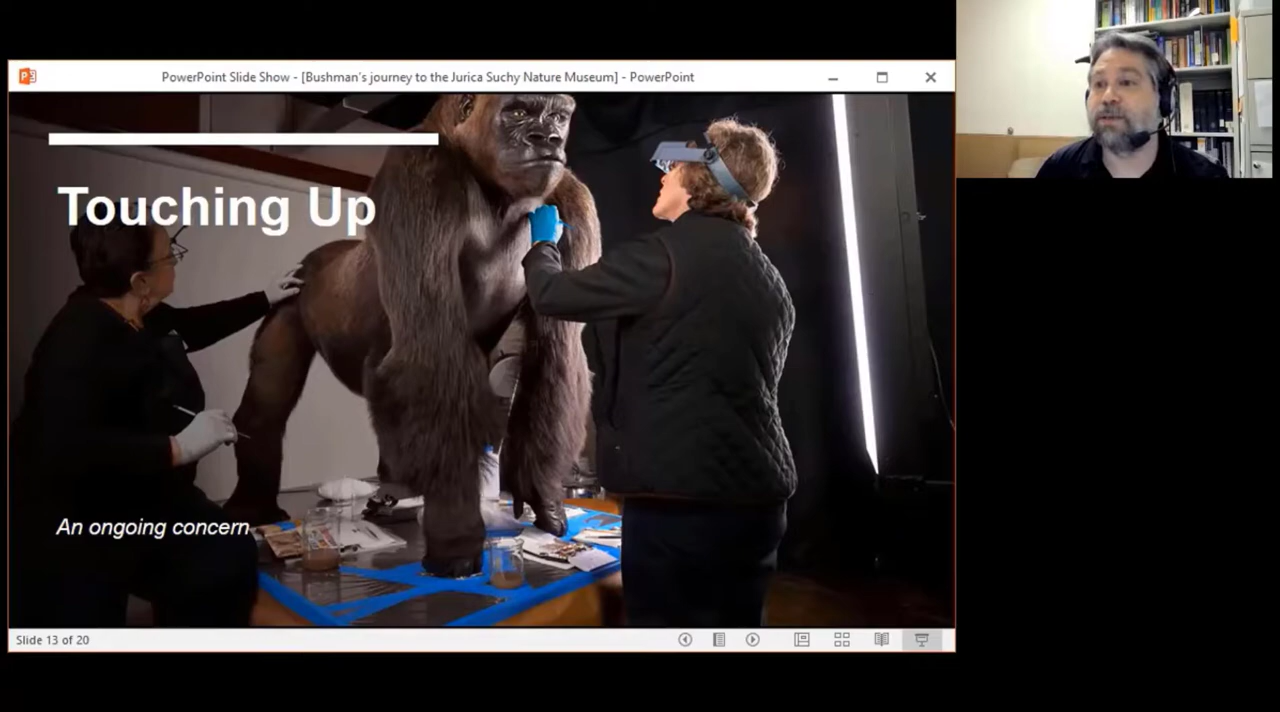 PowerPoint Slide Show - [Bushman's journey to the Jurica Suchy Nature Museum] - PowerPoint
Touching Up
An ongoing concern
Slide 13 of 20